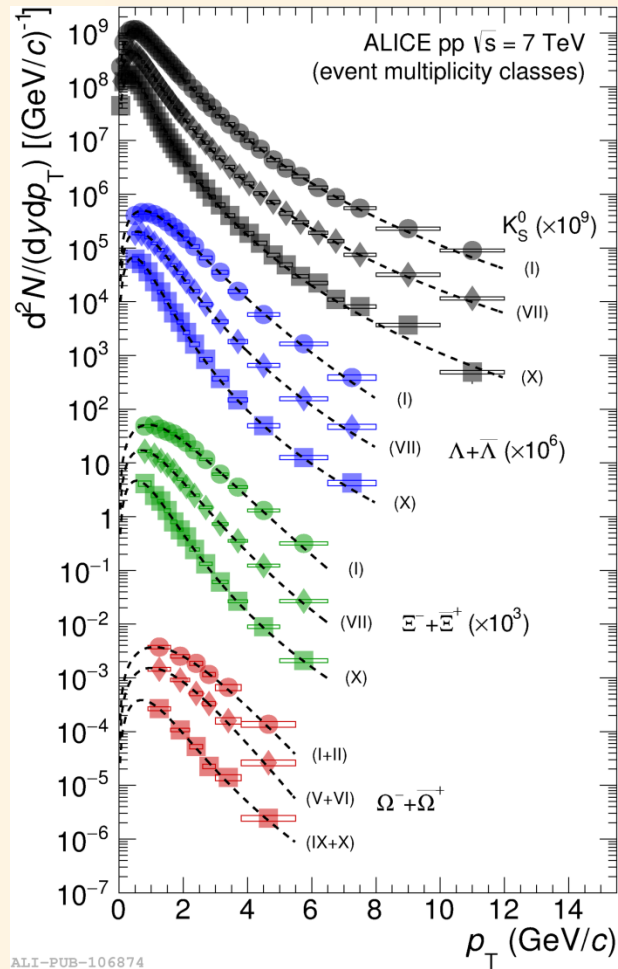 ALICE pp √s = 7 TeV
(event multiplicity classes)
d²N/(dydp_T) [(GeV/c)⁻¹]
10⁹
10⁸
10⁷
10⁶
10⁵
10⁴
10³
10²
10
1
10⁻¹
10⁻²
10⁻³
10⁻⁴
10⁻⁵
10⁻⁶
10⁻⁷
K⁰_S (×10⁹)
(I)
(VII)
(X)
(I)
(VII)
Λ+Λ̅ (×10⁶)
(X)
(I)
(VII)
Ξ⁻+Ξ̅⁺ (×10³)
(X)
(I+II)
(V+VI)
Ω⁻+Ω̅⁺
(IX+X)
0 2 4 6 8 10 12 14
p_T (GeV/c)
ALI-PUB-106874